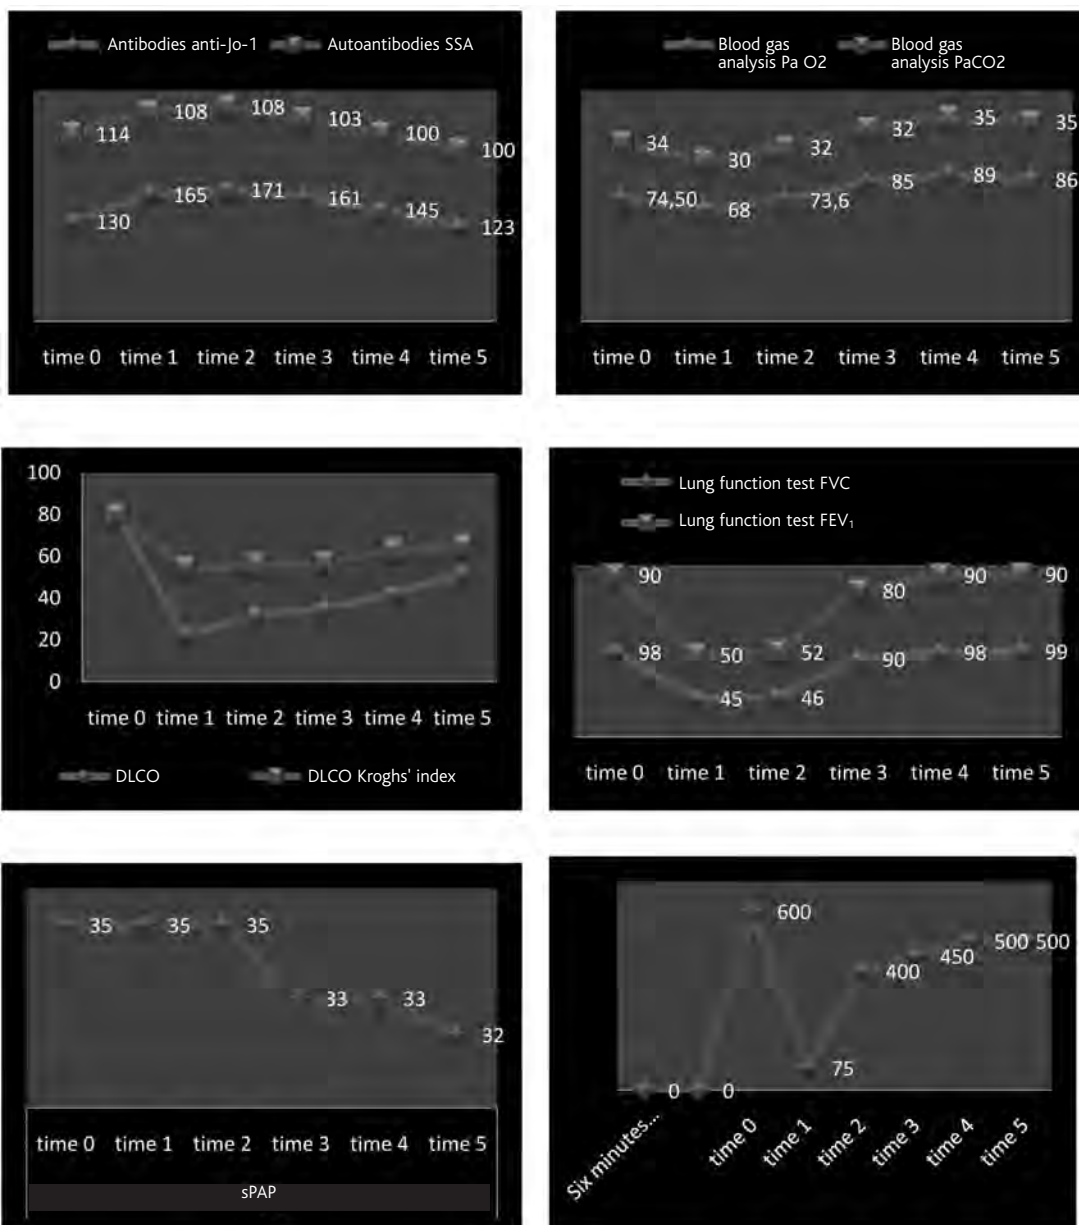 Antibodies anti-Jo-1 Autoantibodies SSA
114 108 108 103 100 100
130 165 171 161 145 123
time 0 time 1 time 2 time 3 time 4 time 5
Blood gas Blood gas
analysis Pa O2 analysis PaCO2
34 30 32 32 35 35
74,50 68 73,6 85 89 86
time 0 time 1 time 2 time 3 time 4 time 5
100
80
60
40
20
0
time 0 time 1 time 2 time 3 time 4 time 5
DLCO DLCO Kroghs' index
Lung function test FVC
Lung function test FEV₁
90 50 52 80 90 90
98 45 46 90 98 99
time 0 time 1 time 2 time 3 time 4 time 5
35 35 35 33 33 32
time 0 time 1 time 2 time 3 time 4 time 5
sPAP
0 0 600 75 400 450 500 500
Six minutes... time 0 time 1 time 2 time 3 time 4 time 5